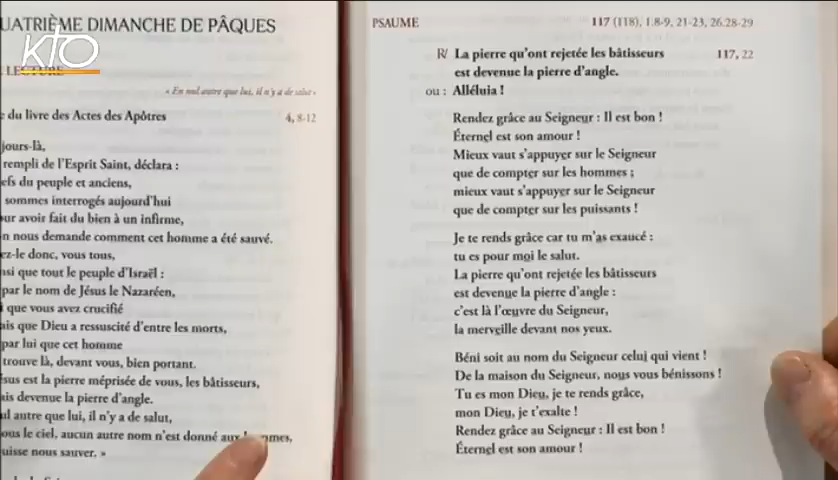 UATRIÈME DIMANCHE DE PÂQUES
kto
LECTURE
« En nul autre que lui, il n'y a de salut »
du livre des Actes des Apôtres
4, 8-12
jours-là,
rempli de l'Esprit Saint, déclara :
efs du peuple et anciens,
sommes interrogés aujourd'hui
ur avoir fait du bien à un infirme,
n nous demande comment cet homme a été sauvé.
ez-le donc, vous tous,
nsi que tout le peuple d'Israël :
par le nom de Jésus le Nazaréen,
que vous avez crucifié
ais que Dieu a ressuscité d'entre les morts,
par lui que cet homme
trouve là, devant vous, bien portant.
ésus est la pierre méprisée de vous, les bâtisseurs,
ais devenue la pierre d'angle.
ul autre que lui, il n'y a de salut,
ous le ciel, aucun autre nom n'est donné aux
uisse nous sauver. »
PSAUME
117 (118), 1.8-9, 21-23, 26.28-29
R/ La pierre qu'ont rejetée les bâtisseurs
117, 22
est devenue la pierre d'angle.
ou : Alléluia !
Rendez grâce au Seigneur : Il est bon !
Éternel est son amour !
Mieux vaut s'appuyer sur le Seigneur
que de compter sur les hommes ;
mieux vaut s'appuyer sur le Seigneur
que de compter sur les puissants !
Je te rends grâce car tu m'as exaucé :
tu es pour moi le salut.
La pierre qu'ont rejetée les bâtisseurs
est devenue la pierre d'angle :
c'est là l'œuvre du Seigneur,
la merveille devant nos yeux.
Béni soit au nom du Seigneur celui qui vient !
De la maison du Seigneur, nous vous bénissons !
Tu es mon Dieu, je te rends grâce,
mon Dieu, je t'exalte !
Rendez grâce au Seigneur : Il est bon !
Éternel est son amour !